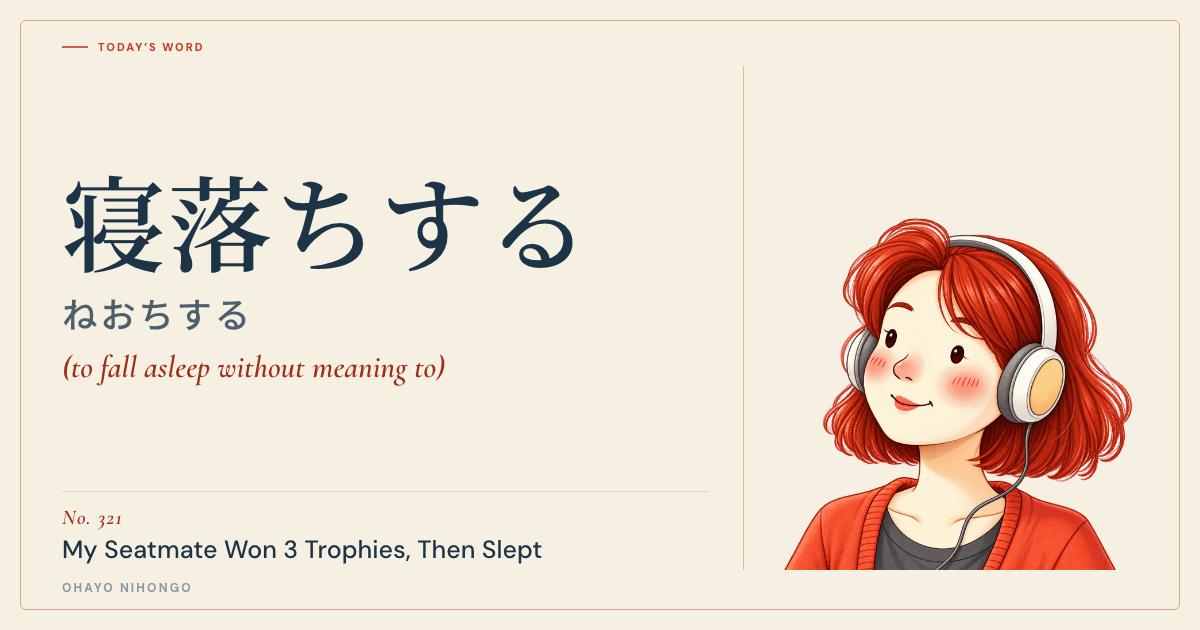 TODAY’S WORD
寝落ちする
ねおちする
(to fall asleep without meaning to)
No. 321
My Seatmate Won 3 Trophies, Then Slept
OHAYO NIHONGO